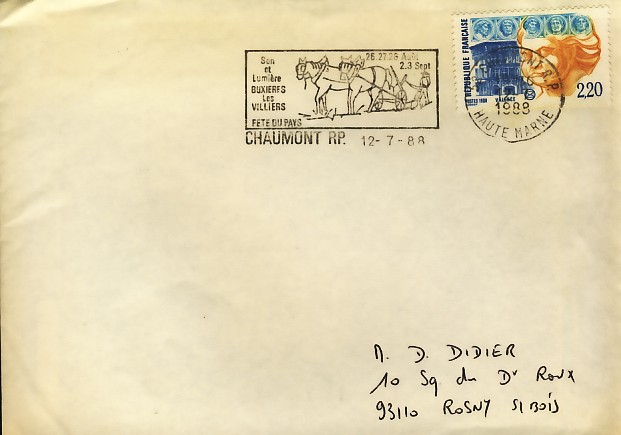 Son
et
Lumière
BUXIERES
Les
VILLIERS
FETE DU PAYS
26.27.28 Août
2.3 Sept
CHAUMONT RP. 12-7-88
REPUBLIQUE FRANÇAISE
POSTES 1988 VALENCE
2,20
1988
HAUTE MARNE
M. D. DIDIER
10 Sq du Dr Roux
93110 ROSNY S/ BOIS